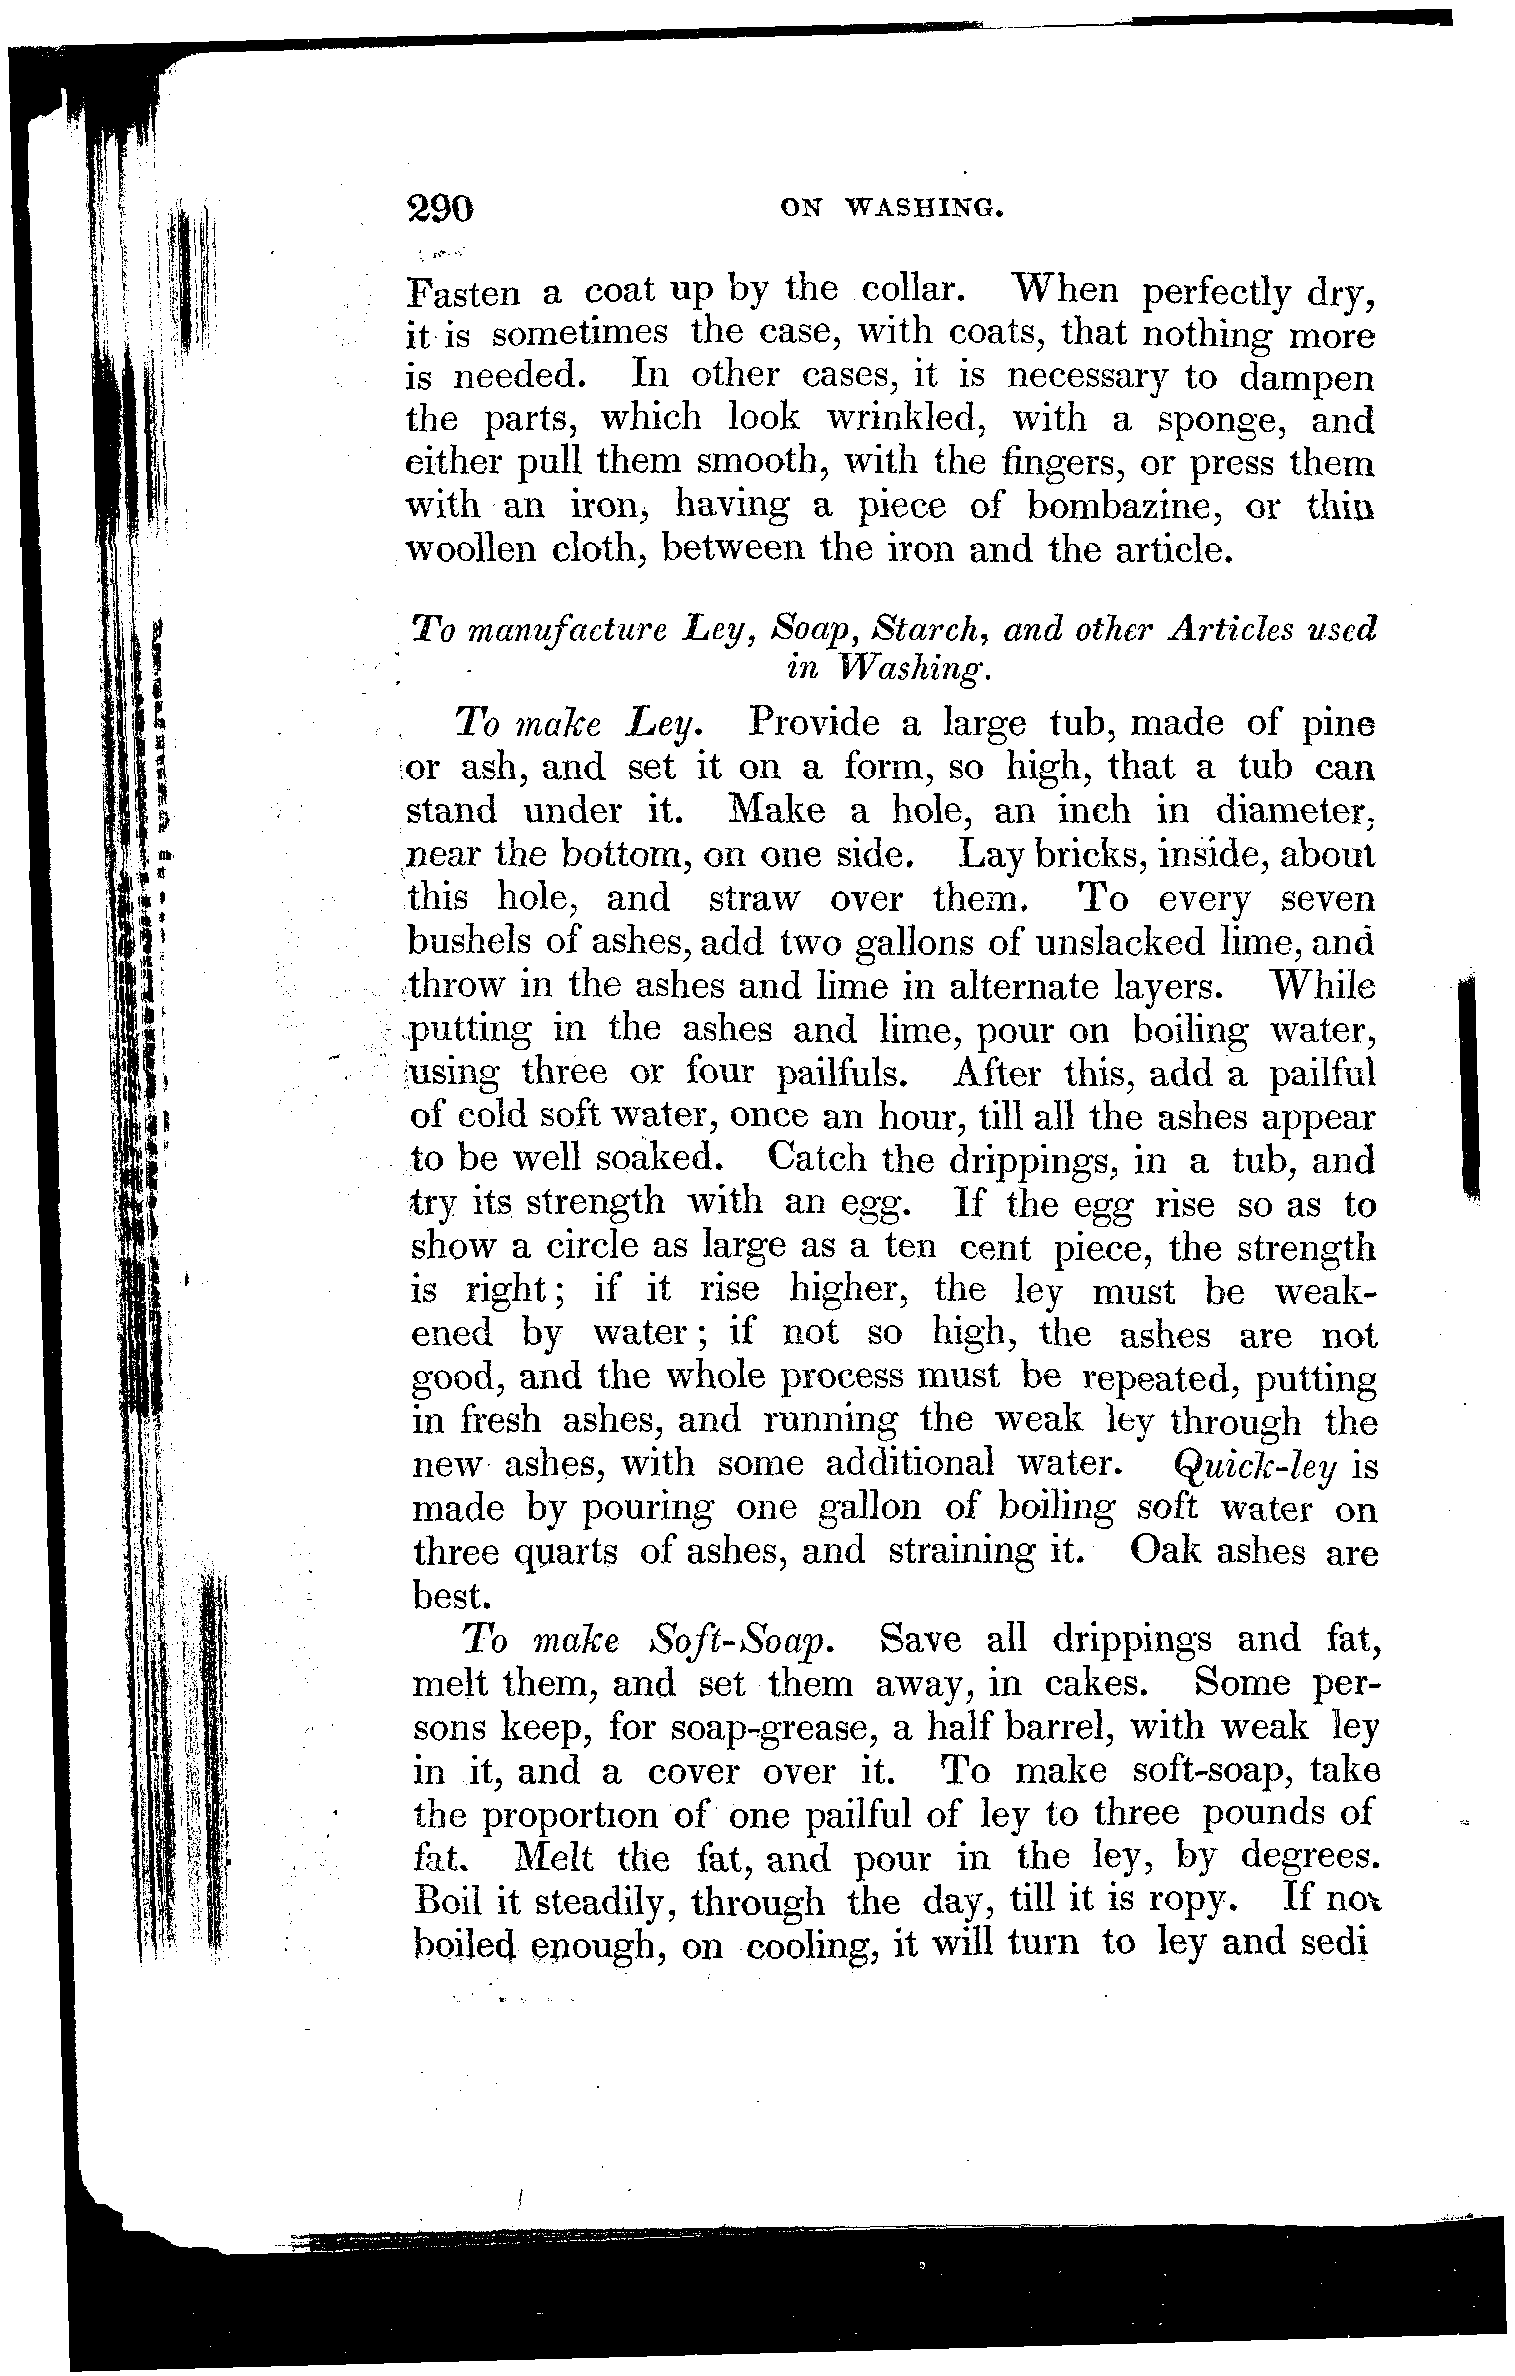 290 ON WASHING.
Fasten a coat up by the collar. When perfectly dry,
it is sometimes the case, with coats, that nothing more
is needed. In other cases, it is necessary to dampen
the parts, which look wrinkled, with a sponge, and
either pull them smooth, with the fingers, or press them
with an iron, having a piece of bombazine, or thin
woollen cloth, between the iron and the article.
To manufacture Ley, Soap, Starch, and other Articles used
in Washing.
To make Ley. Provide a large tub, made of pine
or ash, and set it on a form, so high, that a tub can
stand under it. Make a hole, an inch in diameter,
near the bottom, on one side. Lay bricks, inside, about
this hole, and straw over them. To every seven
bushels of ashes, add two gallons of unslacked lime, and
throw in the ashes and lime in alternate layers. While
putting in the ashes and lime, pour on boiling water,
using three or four pailfuls. After this, add a pailful
of cold soft water, once an hour, till all the ashes appear
to be well soaked. Catch the drippings, in a tub, and
try its strength with an egg. If the egg rise so as to
show a circle as large as a ten cent piece, the strength
is right; if it rise higher, the ley must be weak-
ened by water; if not so high, the ashes are not
good, and the whole process must be repeated, putting
in fresh ashes, and running the weak ley through the
new ashes, with some additional water. Quick-ley is
made by pouring one gallon of boiling soft water on
three quarts of ashes, and straining it. Oak ashes are
best.
To make Soft-Soap. Save all drippings and fat,
melt them, and set them away, in cakes. Some per-
sons keep, for soap-grease, a half barrel, with weak ley
in it, and a cover over it. To make soft-soap, take
the proportion of one pailful of ley to three pounds of
fat. Melt the fat, and pour in the ley, by degrees.
Boil it steadily, through the day, till it is ropy. If not
boiled enough, on cooling, it will turn to ley and sedi